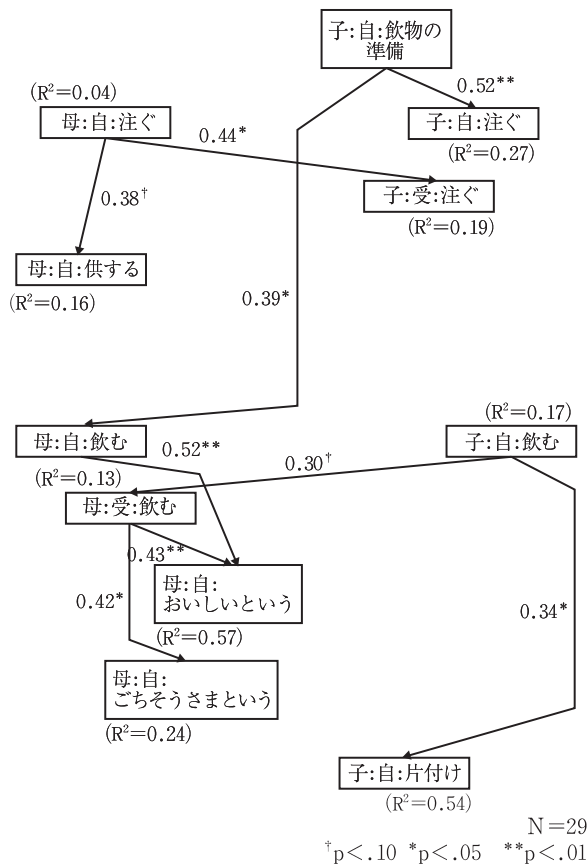 子:自:飲物の
準備
0.52**
(R²=0.04)
母:自:注ぐ
子:自:注ぐ
0.44*
(R²=0.27)
子:受:注ぐ
0.38†
(R²=0.19)
母:自:供する
(R²=0.16)
0.39*
(R²=0.17)
母:自:飲む
子:自:飲む
0.52**
0.30†
(R²=0.13)
母:受:飲む
0.43**
母:自:
おいしいという
0.42*
0.34*
(R²=0.57)
母:自:
ごちそうさまという
(R²=0.24)
子:自:片付け
(R²=0.54)
N=29
†p<.10 *p<.05 **p<.01